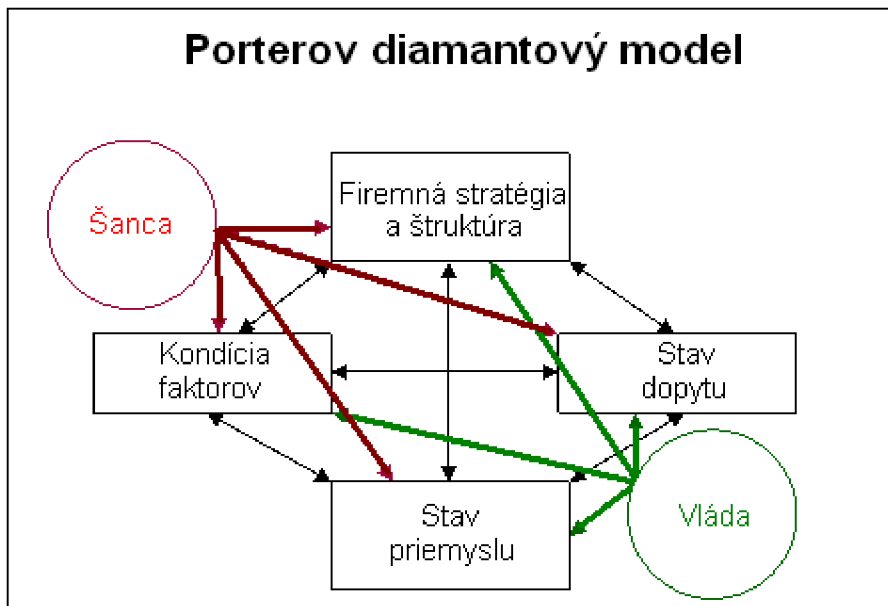 Porterov diamantový model
Šanca
Firemná stratégia
a štruktúra
Kondícia
faktorov
Stav
dopytu
Stav
priemyslu
Vláda